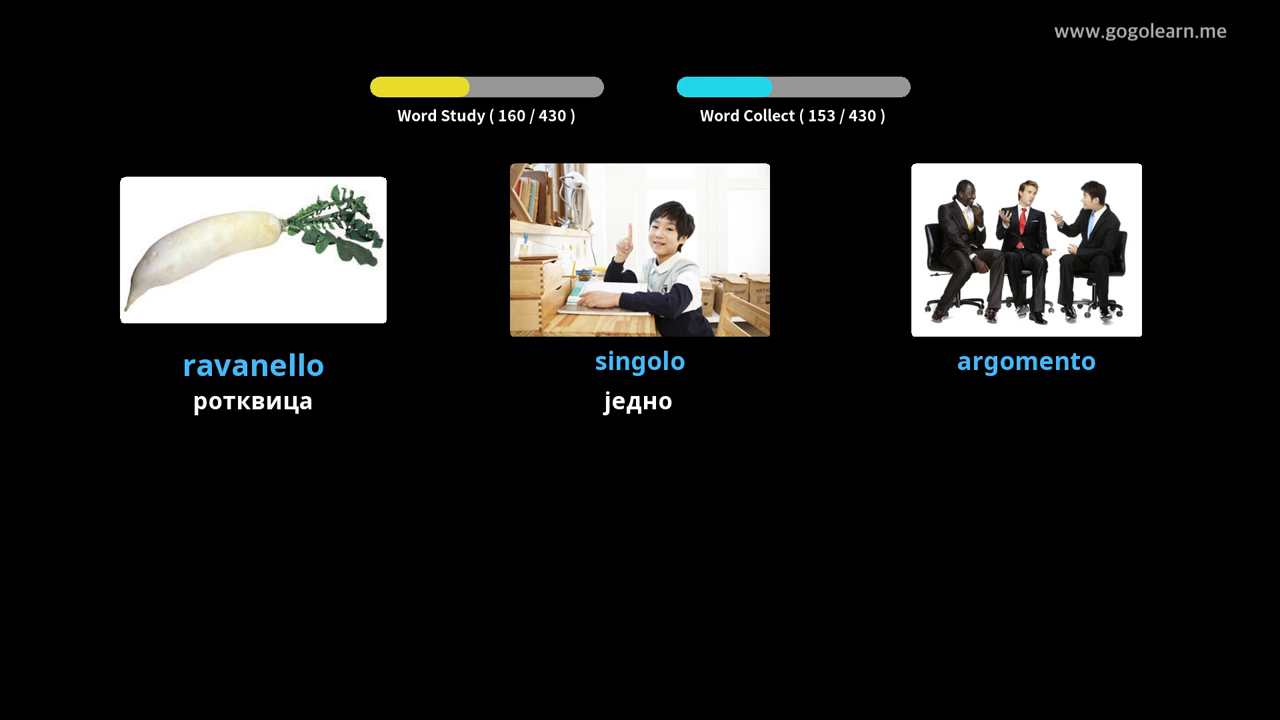 www.gogolearn.me
Word Study ( 160 / 430 )
Word Collect ( 153 / 430 )
ravanello
ротквица
singolo
једно
argomento